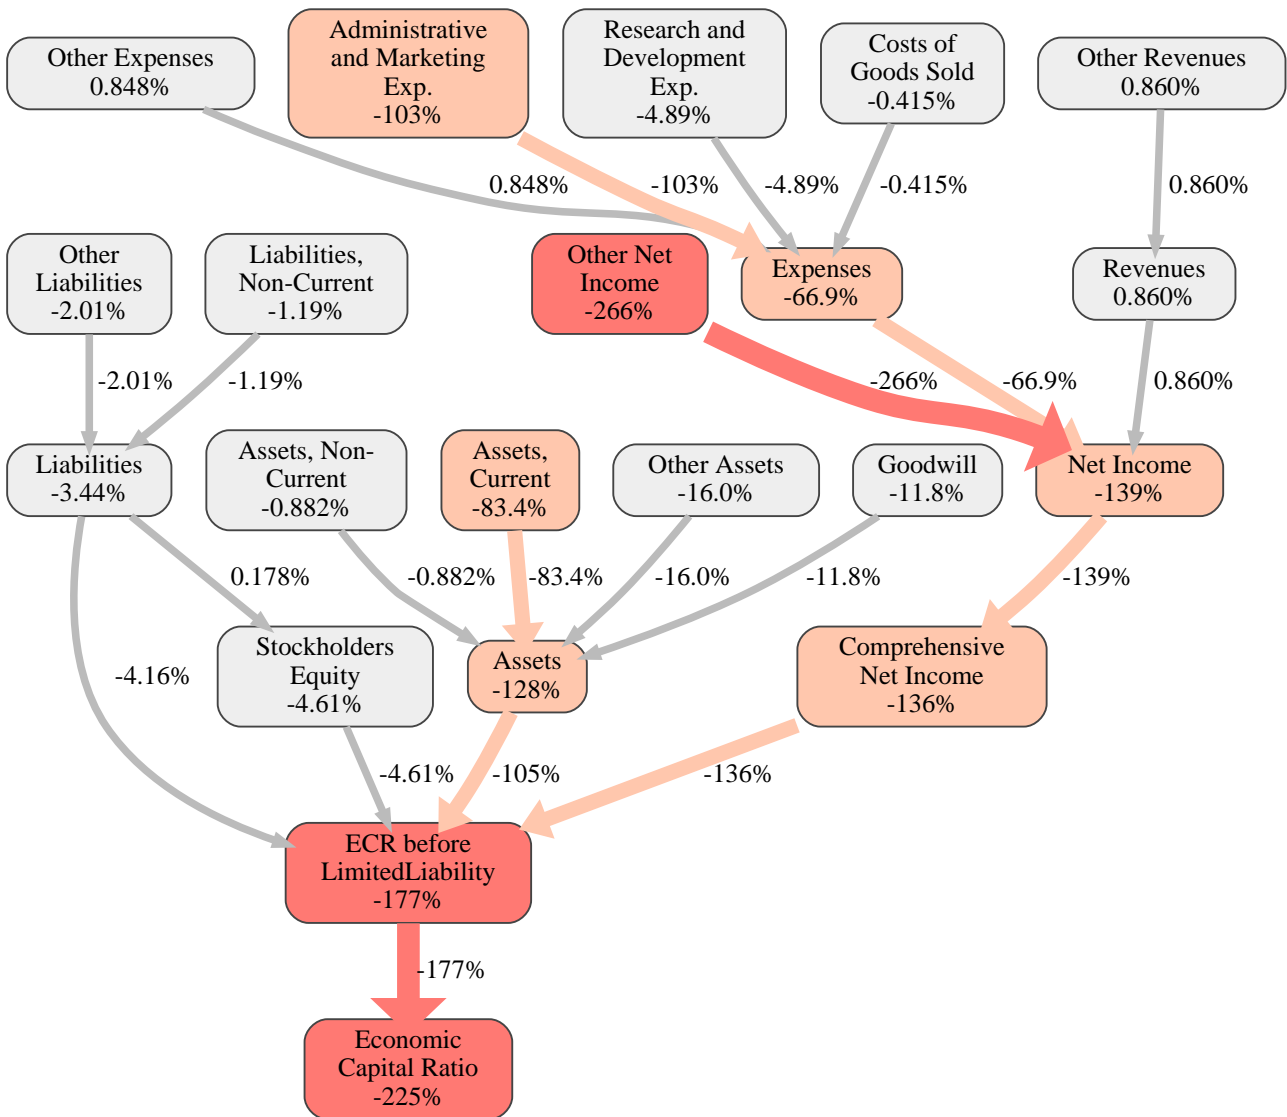 Other Expenses
0.848%
Administrative
and Marketing
Exp.
-103%
Research and
Development
Exp.
-4.89%
Costs of
Goods Sold
-0.415%
Other Revenues
0.860%
0.848%
-103%
-4.89%
-0.415%
0.860%
Other
Liabilities
-2.01%
Liabilities,
Non-Current
-1.19%
Other Net
Income
-266%
Expenses
-66.9%
Revenues
0.860%
-2.01%
-1.19%
-266%
-66.9%
0.860%
Liabilities
-3.44%
Assets, Non-
Current
-0.882%
Assets,
Current
-83.4%
Other Assets
-16.0%
Goodwill
-11.8%
Net Income
-139%
0.178%
-0.882%
-83.4%
-16.0%
-11.8%
-139%
Stockholders
Equity
-4.61%
Assets
-128%
Comprehensive
Net Income
-136%
-4.16%
-4.61%
-105%
-136%
ECR before
LimitedLiability
-177%
-177%
Economic
Capital Ratio
-225%